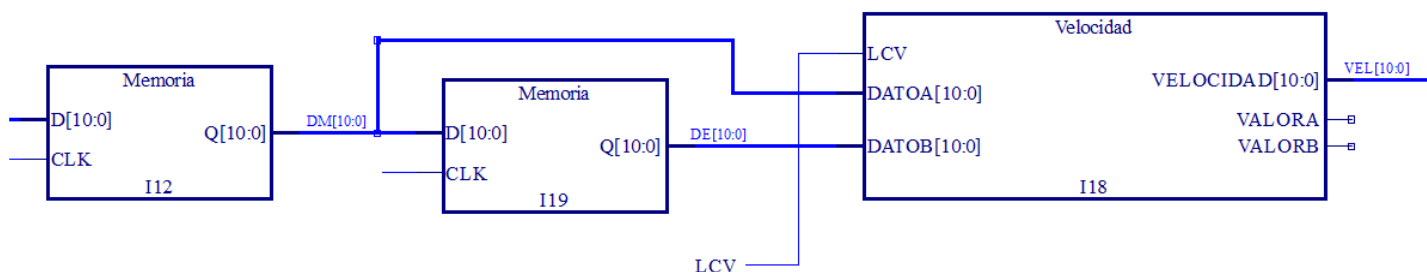 Memoria
D[10:0]
Q[10:0]
CLK
I12
DM[10:0]
Memoria
D[10:0]
Q[10:0]
CLK
I19
DE[10:0]
Velocidad
LCV
DATOA[10:0]
DATOB[10:0]
VELOCIDAD[10:0]
VALORA
VALORB
I18
VEL[10:0]
LCV